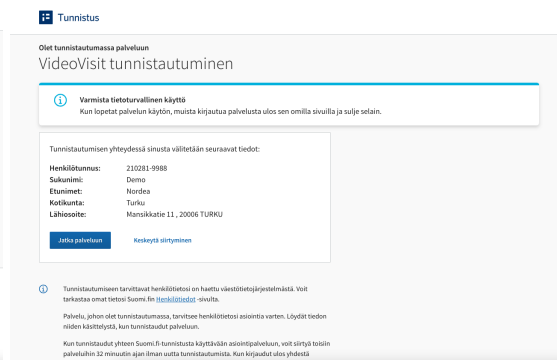 Tunnistus
Olet tunnistautumassa palveluun
VideoVisit tunnistautuminen
Varmista tietoturvallinen käyttö
Kun lopetat palvelun käytön, muista kirjautua palvelusta ulos sen omilla sivuilla ja sulje selain.
Tunnistautumisen yhteydessä sinusta välitetään seuraavat tiedot:
Henkilötunnus: 210281-9988
Sukunimi: Demo
Etunimet: Nordea
Kotikunta: Turku
Lähiosoite: Mansikkatie 11 , 20006 TURKU
Jatka palveluun Keskeytä siirtyminen
Tunnistautumiseen tarvittavat henkilötietosi on haettu väestötietojärjestelmästä. Voit
tarkastaa omat tietosi Suomi.fin Henkilötiedot -sivulta.
Palvelu, johon olet tunnistautumassa, tarvitsee henkilötietosi asiointia varten. Löydät tiedon
niiden käsittelystä, kun tunnistaudut palveluun.
Kun tunnistaudut yhteen Suomi.fi-tunnistusta käyttävään asiointipalveluun, voit siirtyä toisiin
palveluihin 32 minuutin ajan ilman uutta tunnistautumista. Kun kirjaudut ulos yhdestä